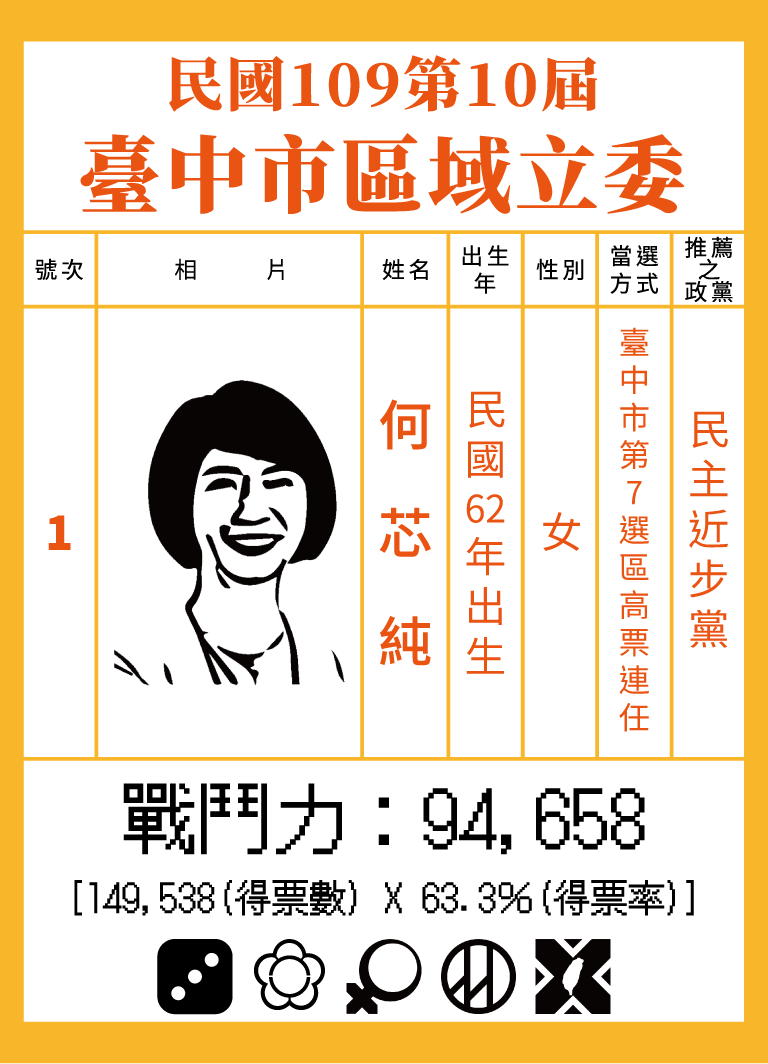 民國109第10屆
臺中市區域立委
號次
相片
姓名
出生年
性別
當選方式
推薦之政黨
1
何芯純
民國62年出生
女
臺中市第7選區高票連任
民主近步黨
戰鬥力：94,658
[149,538(得票數) X 63.3%(得票率)]